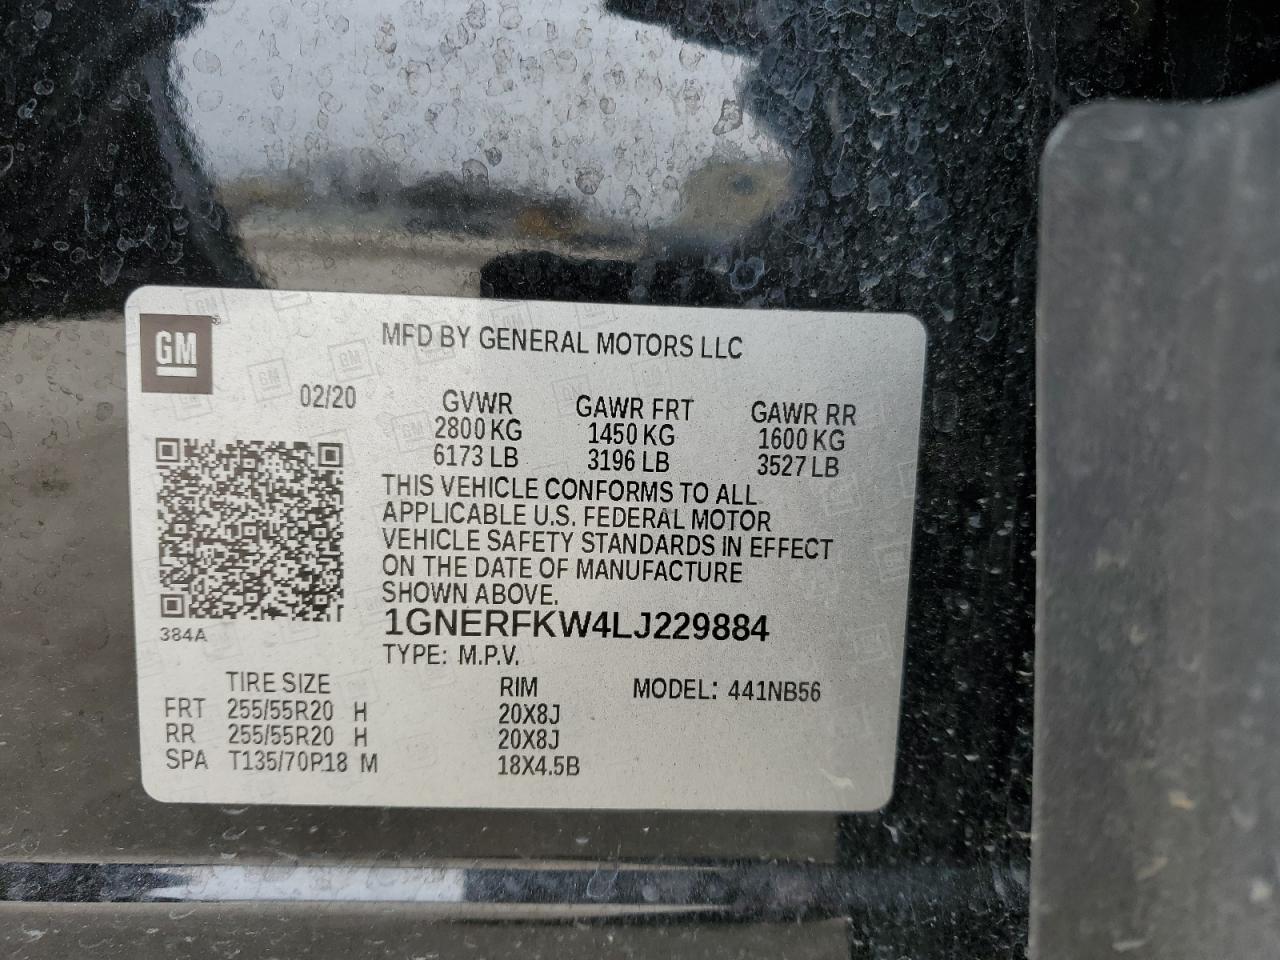 GM
MFD BY GENERAL MOTORS LLC
02/20
GVWR GAWR FRT GAWR RR
2800 KG 1450 KG 1600 KG
6173 LB 3196 LB 3527 LB
THIS VEHICLE CONFORMS TO ALL
APPLICABLE U.S. FEDERAL MOTOR
VEHICLE SAFETY STANDARDS IN EFFECT
ON THE DATE OF MANUFACTURE
SHOWN ABOVE.
1GNERFKW4LJ229884
384A
TYPE: M.P.V.
TIRE SIZE RIM MODEL: 441NB56
FRT 255/55R20 H 20X8J
RR 255/55R20 H 20X8J
SPA T135/70P18 M 18X4.5B